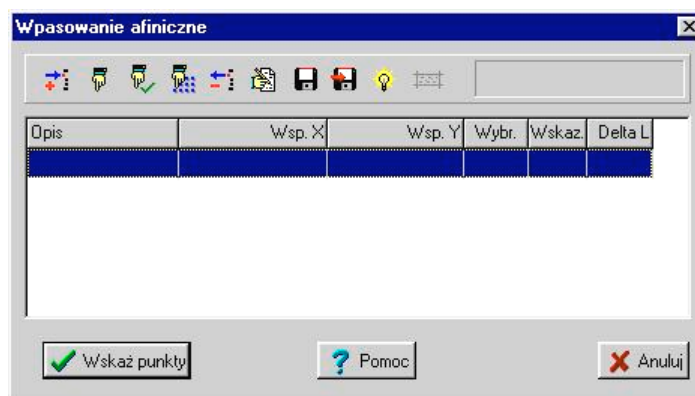 Wpasowanie afiniczne
Opis Wsp. X Wsp. Y Wybr. Wskaz. Delta L
Wskaż punkty Pomoc Anuluj